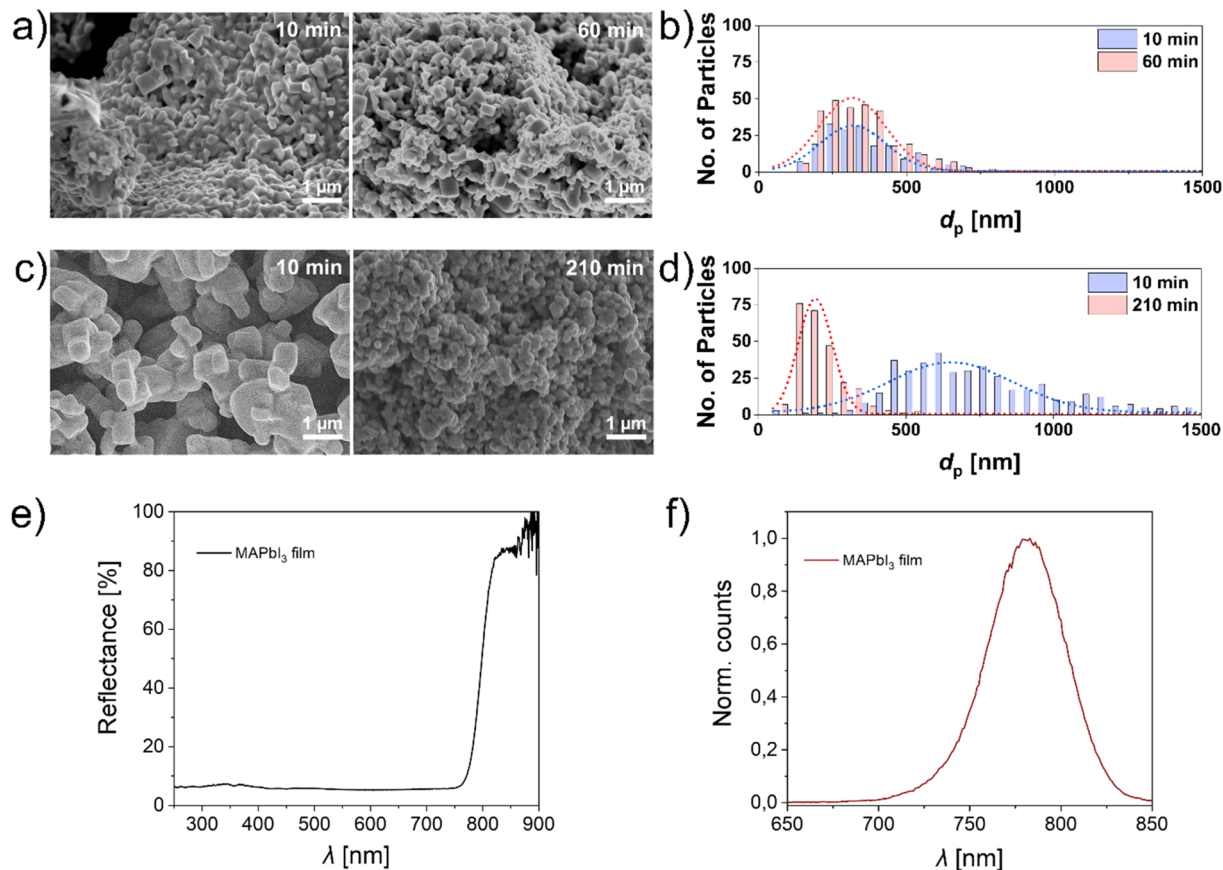 a)
10 min
1 µm
60 min
1 µm
b)
100
75
50
25
0
No. of Particles
10 min
60 min
0
500
1000
1500
dp [nm]
c)
10 min
1 µm
210 min
1 µm
d)
100
75
50
25
0
No. of Particles
10 min
210 min
0
500
1000
1500
dp [nm]
e)
100
80
60
40
20
0
Reflectance [%]
MAPbI₃ film
300
400
500
600
700
800
900
λ [nm]
f)
1,0
0,8
0,6
0,4
0,2
0,0
Norm. counts
MAPbI₃ film
650
700
750
800
850
λ [nm]